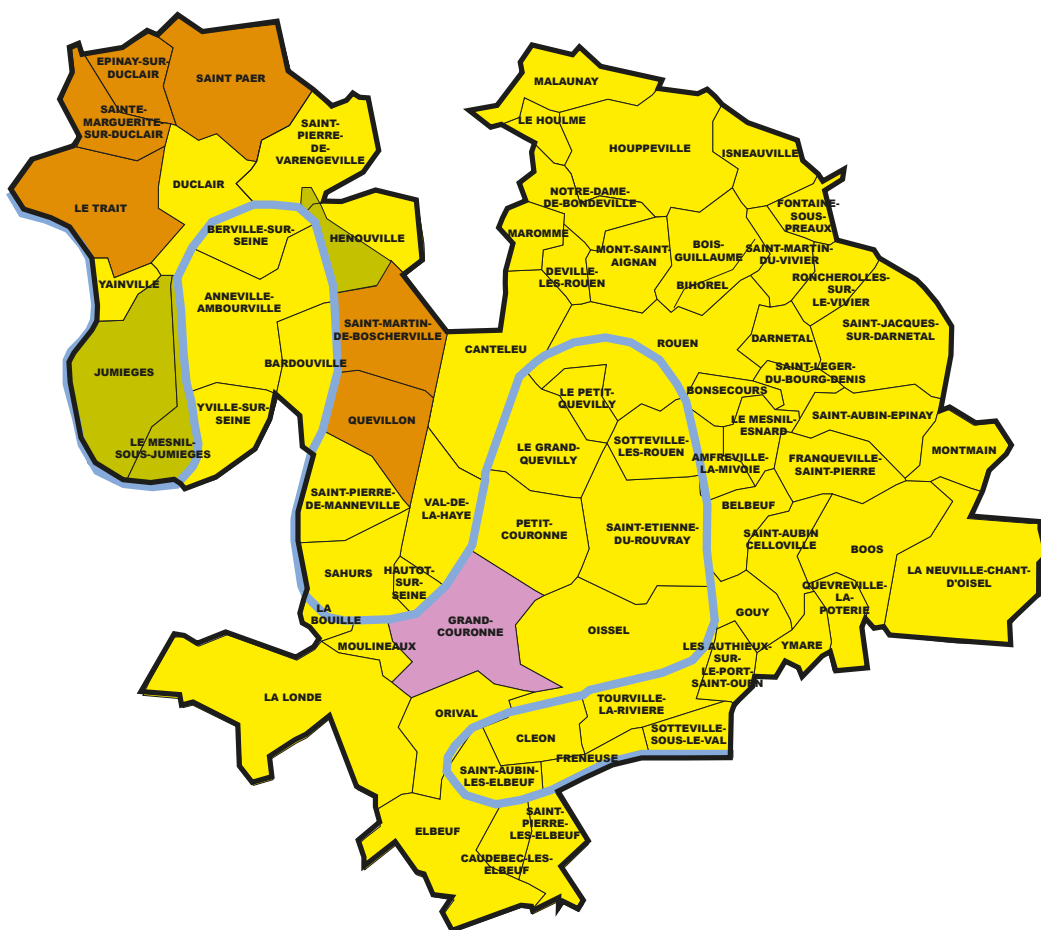 EPINAY-SUR-
DUCLAIR
SAINT PAER
SAINTE-
MARGUERITE-
SUR-DUCLAIR
SAINT-
PIERRE-
DE-
VARENGEVILLE
DUCLAIR
LE TRAIT
BERVILLE-SUR-
SEINE
HENOUVILLE
YAINVILLE
ANNEVILLE-
AMBOURVILLE
SAINT-MARTIN-
DE-BOSCHERVILLE
BARDOUVILLE
JUMIEGES
YVILLE-SUR-
SEINE
QUEVILLON
LE MESNIL-
SOUS-JUMIEGES
SAINT-PIERRE-
DE-MANNEVILLE
VAL-DE-
LA-HAYE
SAHURS
HAUTOT-
SUR-
SEINE
LA
BOUILLE
MOULINEAUX
GRAND-
COURONNE
LA LONDE
MALAUNAY
LE HOULME
HOUPPEVILLE
ISNEAUVILLE
NOTRE-DAME-
DE-BONDEVILLE
FONTAINE-
SOUS-
PREAUX
MAROMME
MONT-SAINT-
AIGNAN
BOIS-
GUILLAUME
SAINT-MARTIN-
DU-VIVIER
DEVILLE-
LES-ROUEN
BIHOREL
RONCHEROLLES-
SUR-
LE-VIVIER
CANTELEU
ROUEN
DARNETAL
SAINT-JACQUES-
SUR-DARNETAL
SAINT-LEGER-
DU-BOURG-DENIS
LE PETIT-
QUEVILLY
BONSECOURS
LE MESNIL-
ESNARD
SAINT-AUBIN-EPINAY
LE GRAND-
QUEVILLY
SOTTEVILLE-
LES-ROUEN
AMFREVILLE-
LA-MIVOIE
FRANQUEVILLE-
SAINT-PIERRE
MONTMAIN
BELBEUF
PETIT-
COURONNE
SAINT-ETIENNE-
DU-ROUVRAY
SAINT-AUBIN
CELLOVILLE
BOOS
LA NEUVILLE-CHANT-
D'OISEL
QUEVREVILLE-
LA-
POTERIE
GOUY
OISSEL
LES AUTHIEUX-
SUR-
LE-PORT-
SAINT-OUEN
YMARE
ORIVAL
TOURVILLE-
LA-RIVIERE
CLEON
SOTTEVILLE-
SOUS-LE-VAL
FRENEUSE
SAINT-AUBIN-
LES-ELBEUF
ELBEUF
SAINT-
PIERRE-
LES-ELBEUF
CAUDEBEC-LES-
ELBEUF